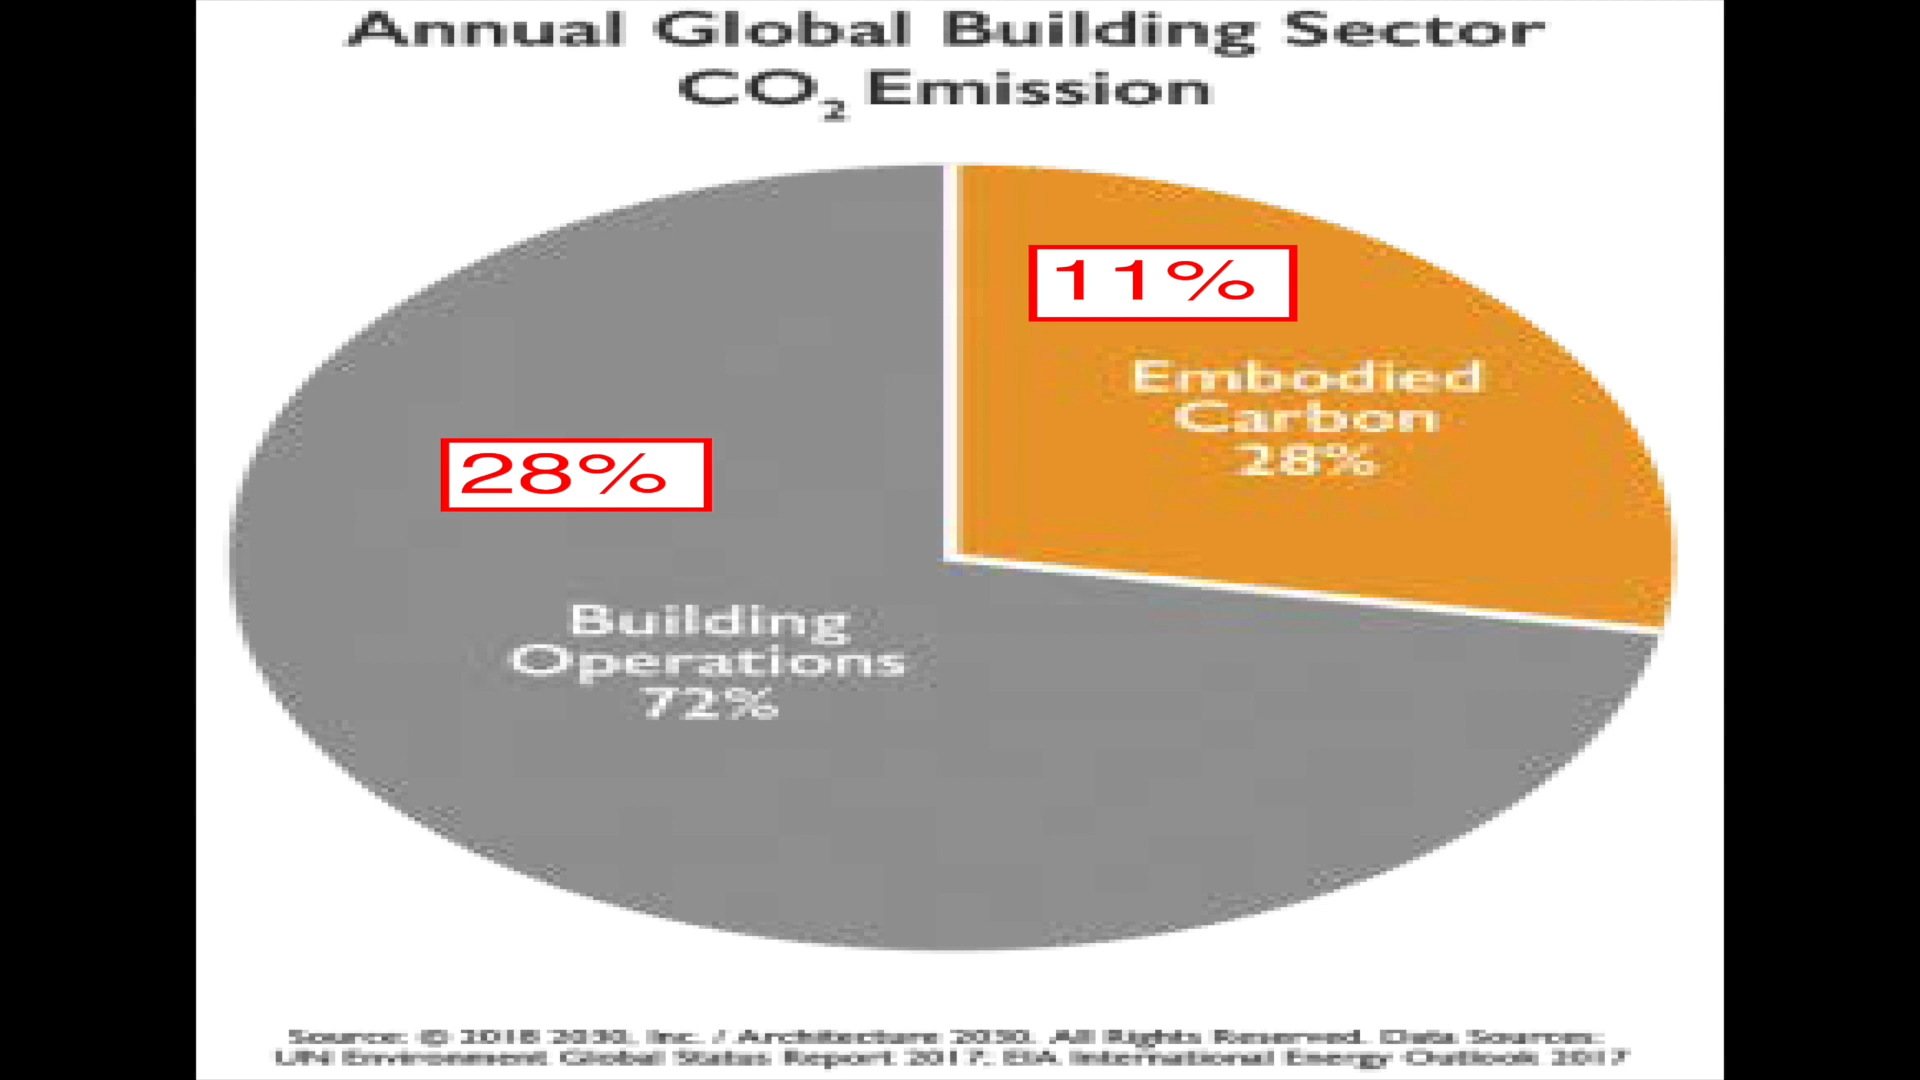 Annual Global Building Sector
CO₂ Emission
11%
Embodied
Carbon
28%
28%
Building
Operations
72%
Source: © 2018 2030, Inc. / Architecture 2030. All Rights Reserved. Data Sources:
UN Environment Global Status Report 2017, EIA International Energy Outlook 2017